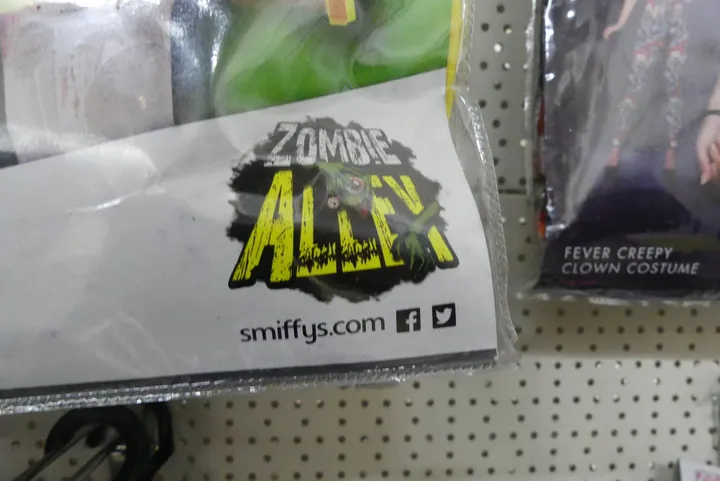 ZOMBIE
ALLEY
smiffys.com
FEVER CREEPY
CLOWN COSTUME